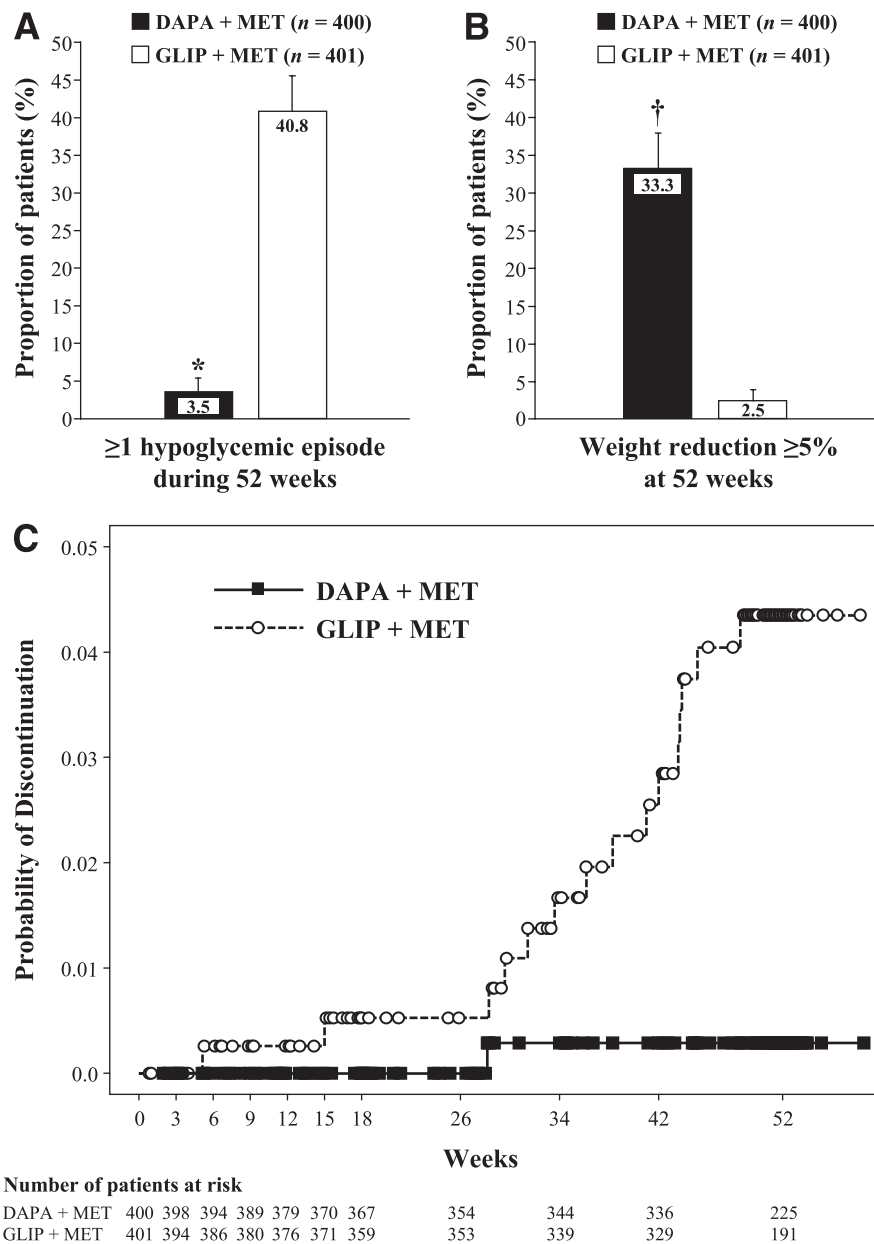 A
DAPA + MET (n = 400)
GLIP + MET (n = 401)
Proportion of patients (%)
50
45
40
35
30
25
20
15
10
5
0
*
3.5
40.8
≥1 hypoglycemic episode
during 52 weeks
B
DAPA + MET (n = 400)
GLIP + MET (n = 401)
Proportion of patients (%)
50
45
40
35
30
25
20
15
10
5
0
†
33.3
2.5
Weight reduction ≥5%
at 52 weeks
C
DAPA + MET
GLIP + MET
Probability of Discontinuation
0.05
0.04
0.03
0.02
0.01
0.0
0 3 6 9 12 15 18 26 34 42 52
Weeks
Number of patients at risk
DAPA + MET 400 398 394 389 379 370 367 354 344 336 225
GLIP + MET 401 394 386 380 376 371 359 353 339 329 191